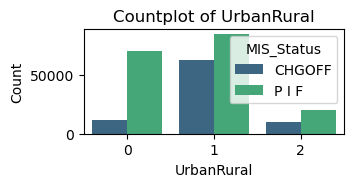 Countplot of UrbanRural
MIS_Status
CHGOFF
P I F
Count
50000
0
0 1 2
UrbanRural